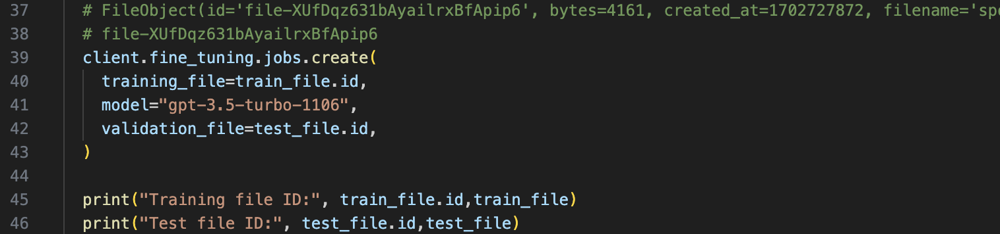 37 # FileObject(id='file-XUfDqz631bAyailrxBfApip6', bytes=4161, created_at=1702727872, filename='spo
38 # file-XUfDqz631bAyailrxBfApip6
39 client.fine_tuning.jobs.create(
40 training_file=train_file.id,
41 model="gpt-3.5-turbo-1106",
42 validation_file=test_file.id,
43 )
44
45 print("Training file ID:", train_file.id,train_file)
46 print("Test file ID:", test_file.id,test_file)